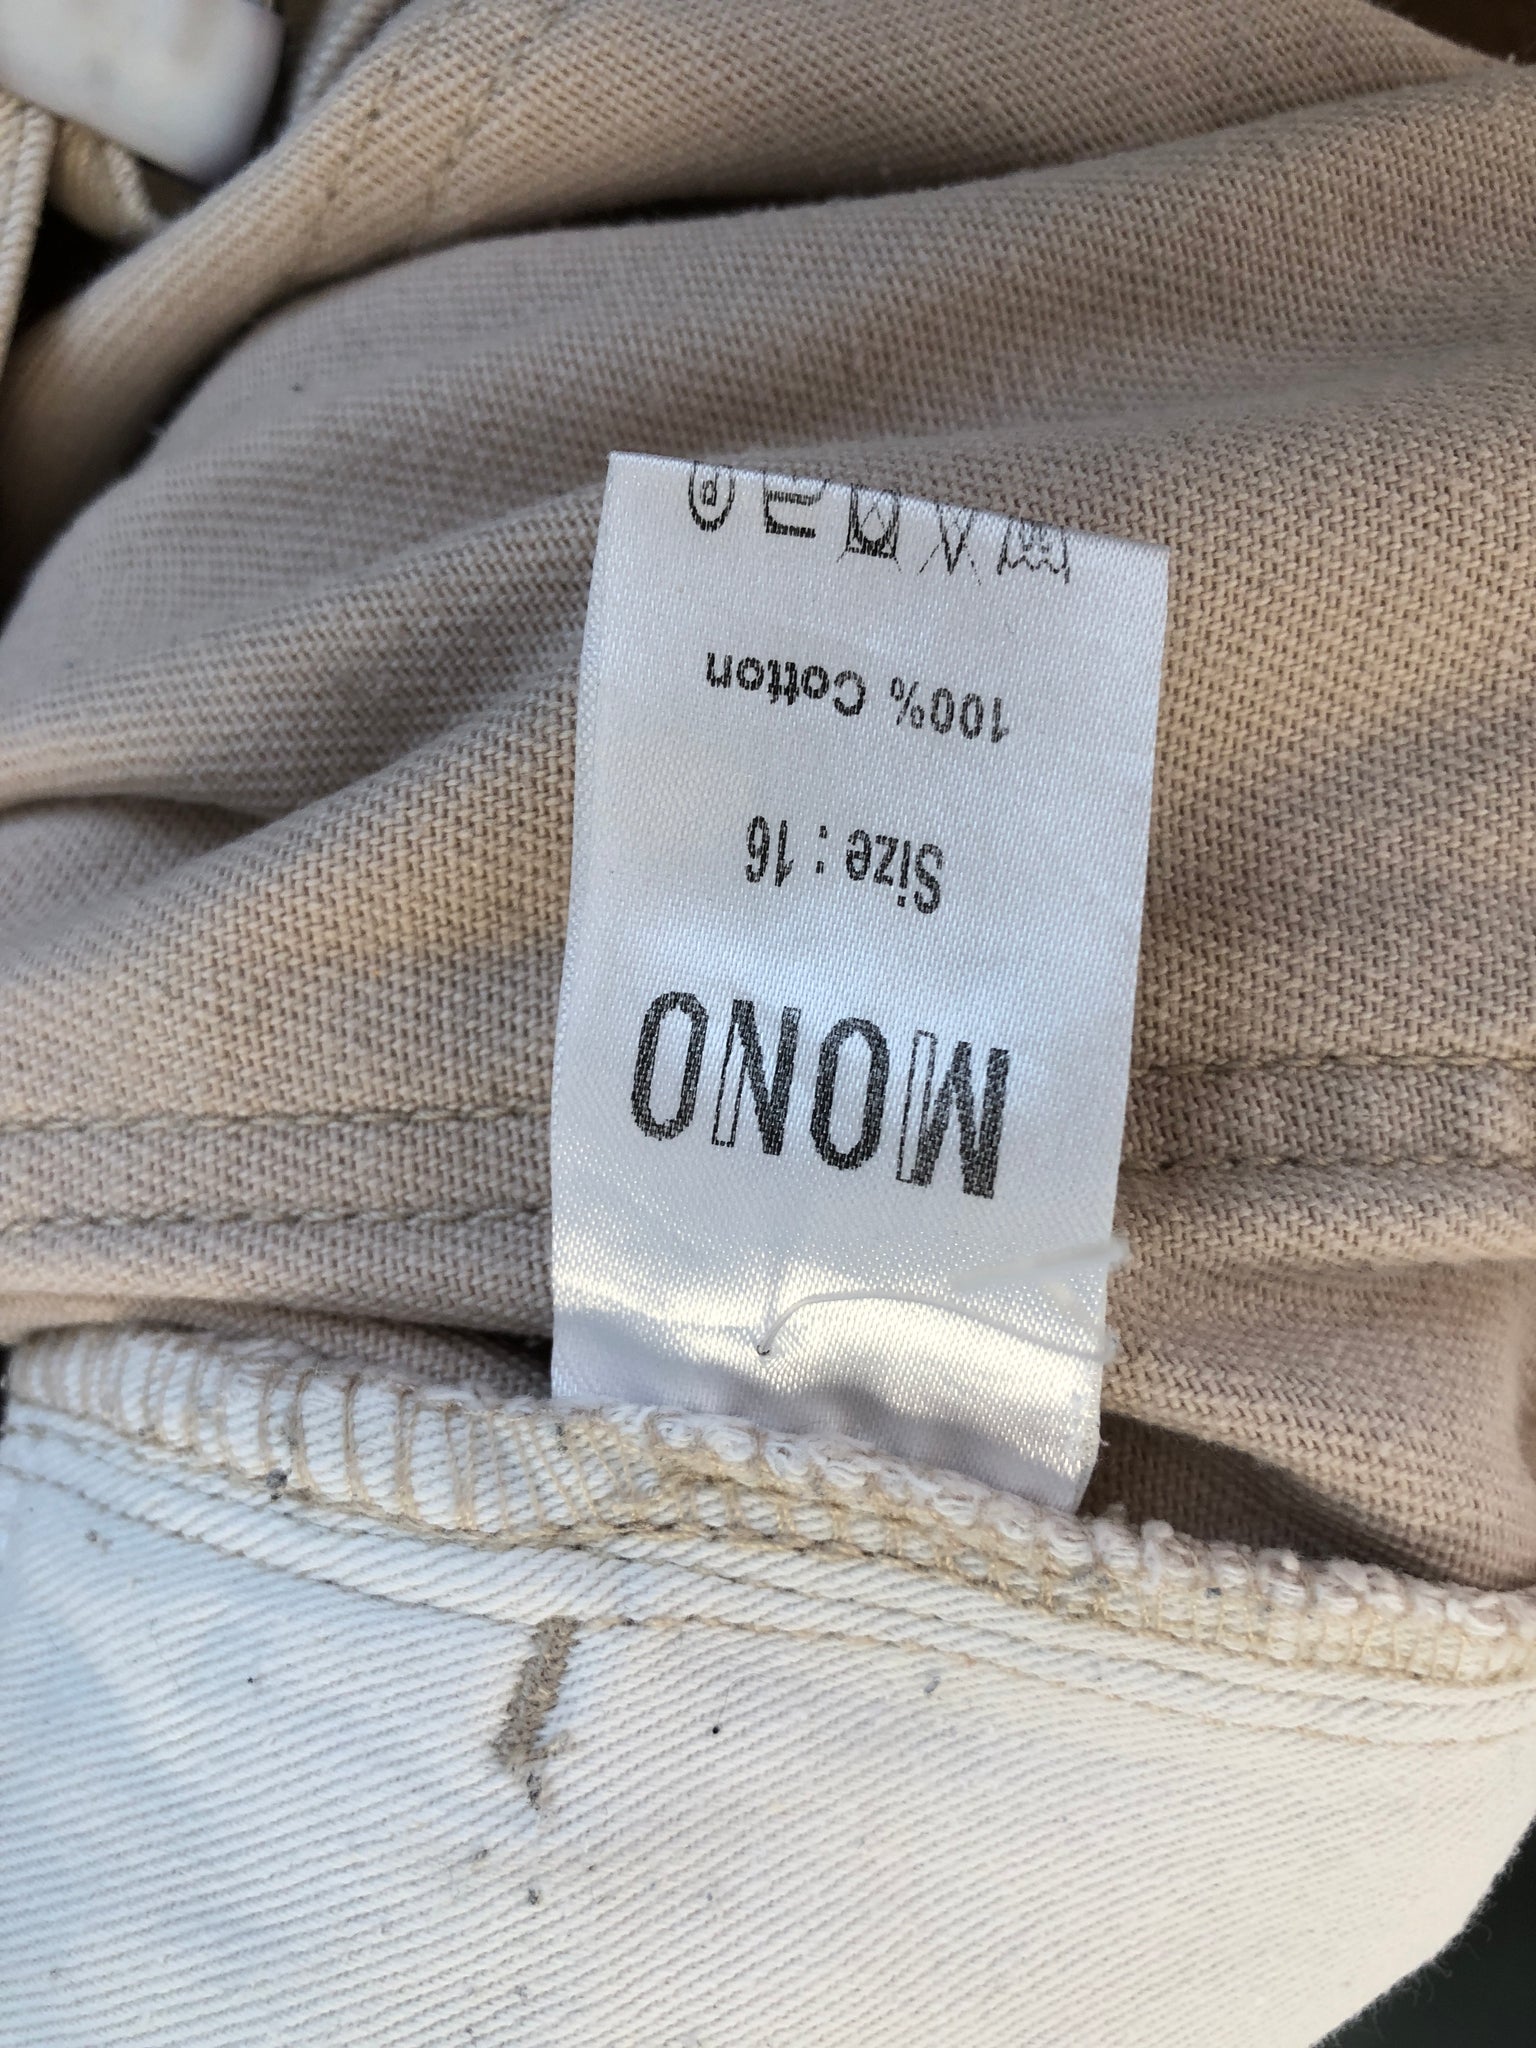 MONO
Size : 16
100% Cotton